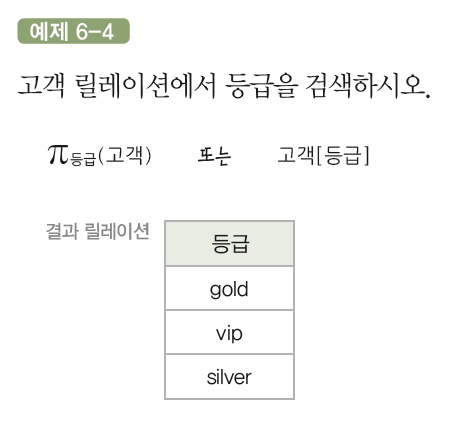 예제 6-4
고객 릴레이션에서 등급을 검색하시오.
π등급(고객) 또는 고객[등급]
결과 릴레이션
등급
gold
vip
silver